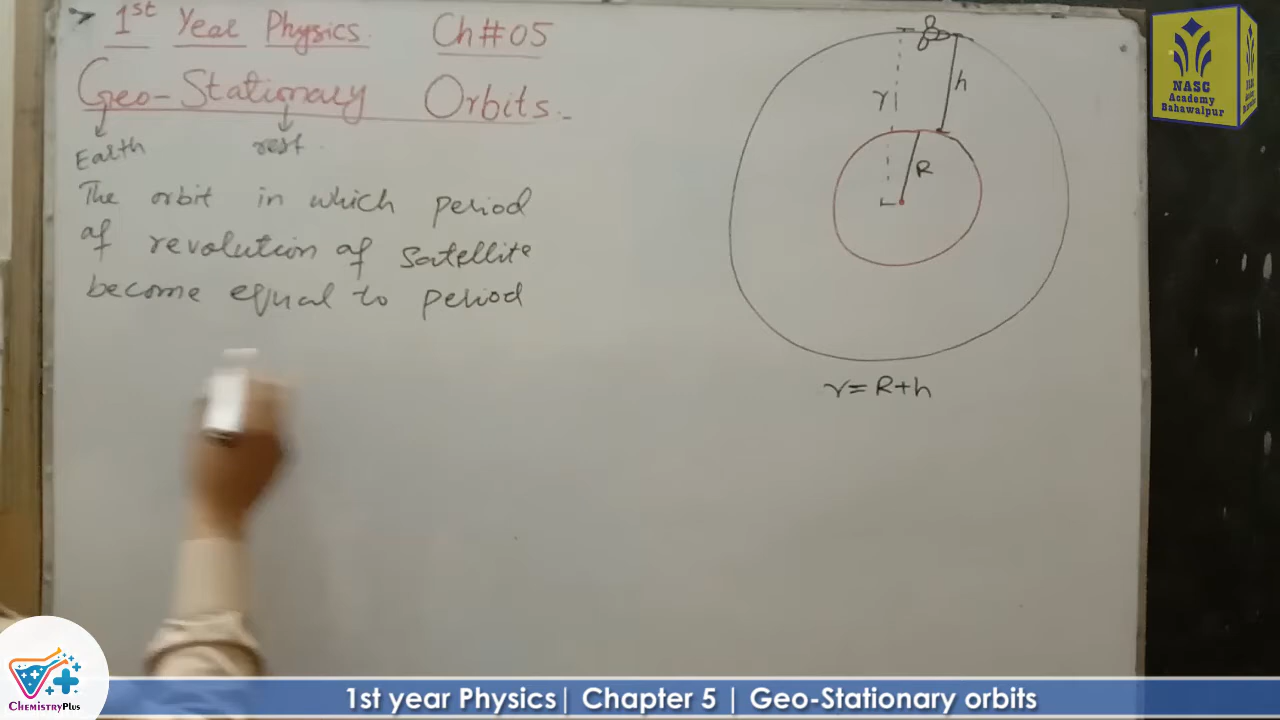 1st Year Physics. Ch#05
Geo-Stationary Orbits.
Earth rest
The orbit in which period
of revolution of satellite
become equal to period
h
r
R
r=R+h
NASC
Academy
Bahawalpur
ChemistryPlus
1st year Physics| Chapter 5 | Geo-Stationary orbits